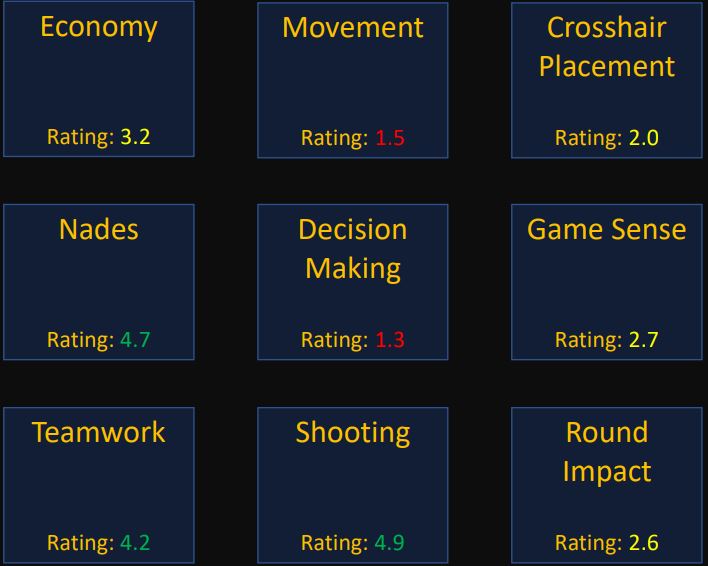 Economy
Rating: 3.2
Movement
Rating: 1.5
Crosshair
Placement
Rating: 2.0
Nades
Rating: 4.7
Decision
Making
Rating: 1.3
Game Sense
Rating: 2.7
Teamwork
Rating: 4.2
Shooting
Rating: 4.9
Round
Impact
Rating: 2.6